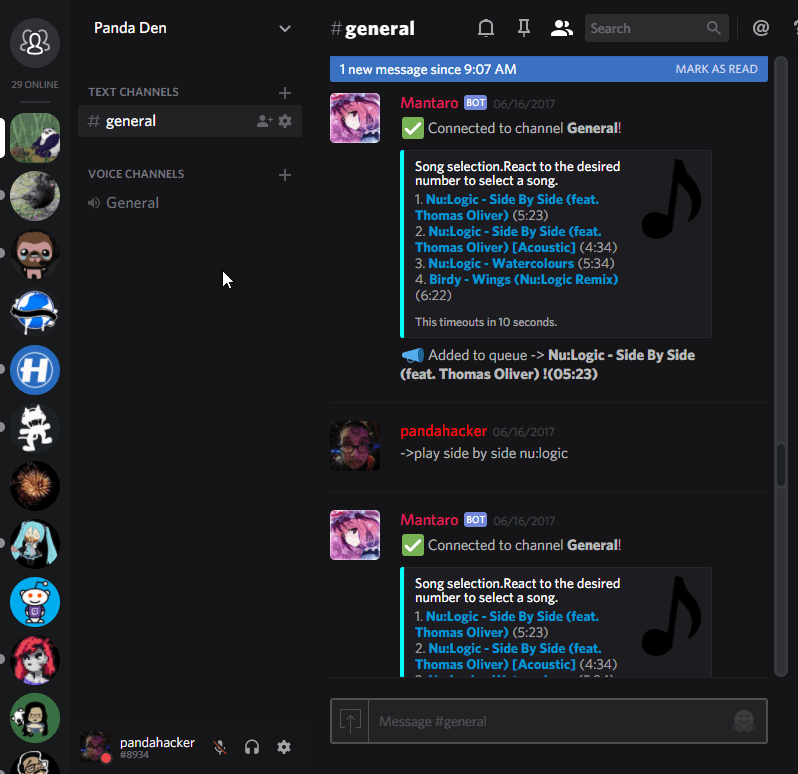 29 ONLINE
Panda Den
TEXT CHANNELS
# general
VOICE CHANNELS
General
pandahacker
#8934
#general
Search
@
?
1 new message since 9:07 AM MARK AS READ
Mantaro BOT 06/16/2017
Connected to channel General!
Song selection.React to the desired
number to select a song.
1. Nu:Logic - Side By Side (feat.
Thomas Oliver) (5:23)
2. Nu:Logic - Side By Side (feat.
Thomas Oliver) [Acoustic] (4:34)
3. Nu:Logic - Watercolours (5:34)
4. Birdy - Wings (Nu:Logic Remix)
(6:22)
This timeouts in 10 seconds.
Added to queue -> Nu:Logic - Side By Side
(feat. Thomas Oliver) !(05:23)
pandahacker 06/16/2017
->play side by side nu:logic
Mantaro BOT 06/16/2017
Connected to channel General!
Song selection.React to the desired
number to select a song.
1. Nu:Logic - Side By Side (feat.
Thomas Oliver) (5:23)
2. Nu:Logic - Side By Side (feat.
Thomas Oliver) [Acoustic] (4:34)
Message #general